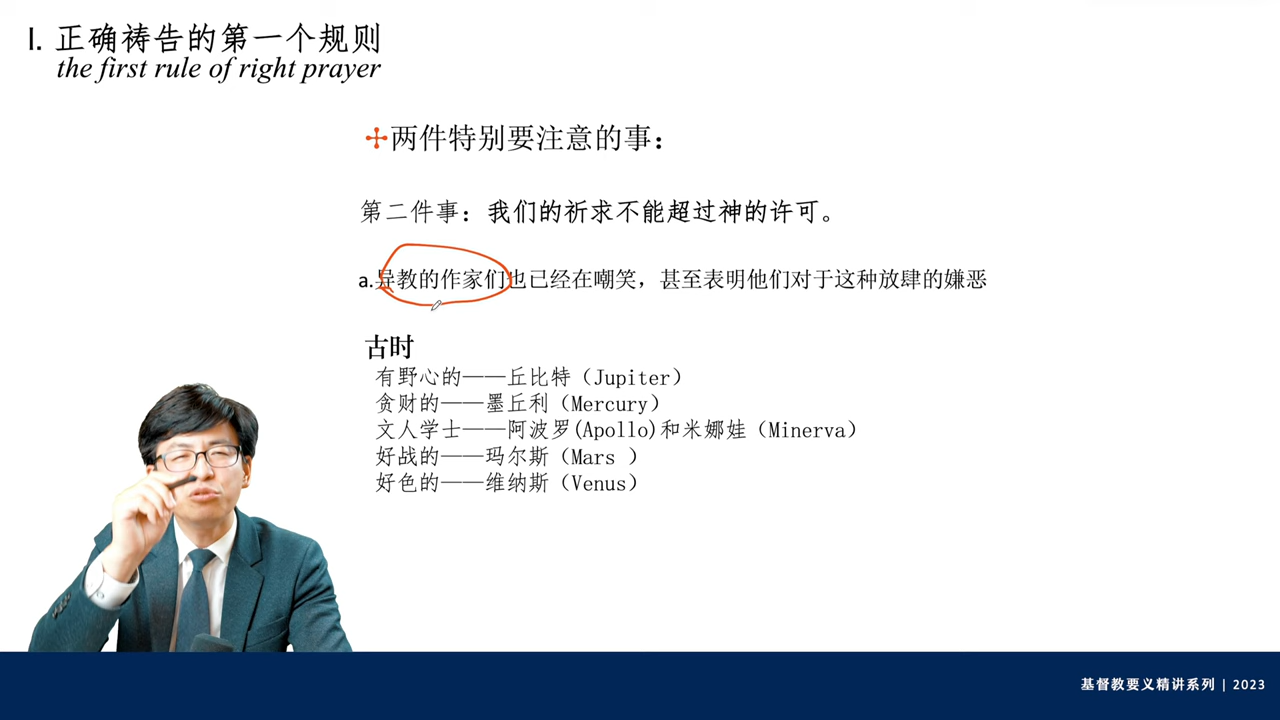 I. 正确祷告的第一个规则
the first rule of right prayer
两件特别要注意的事：
第二件事：我们的祈求不能超过神的许可。
a.异教的作家们也已经在嘲笑，甚至表明他们对于这种放肆的嫌恶
古时
有野心的——丘比特（Jupiter）
贪财的——墨丘利（Mercury）
文人学士——阿波罗(Apollo)和米娜娃（Minerva）
好战的——玛尔斯（Mars ）
好色的——维纳斯（Venus）
基督教要义精讲系列 | 2023